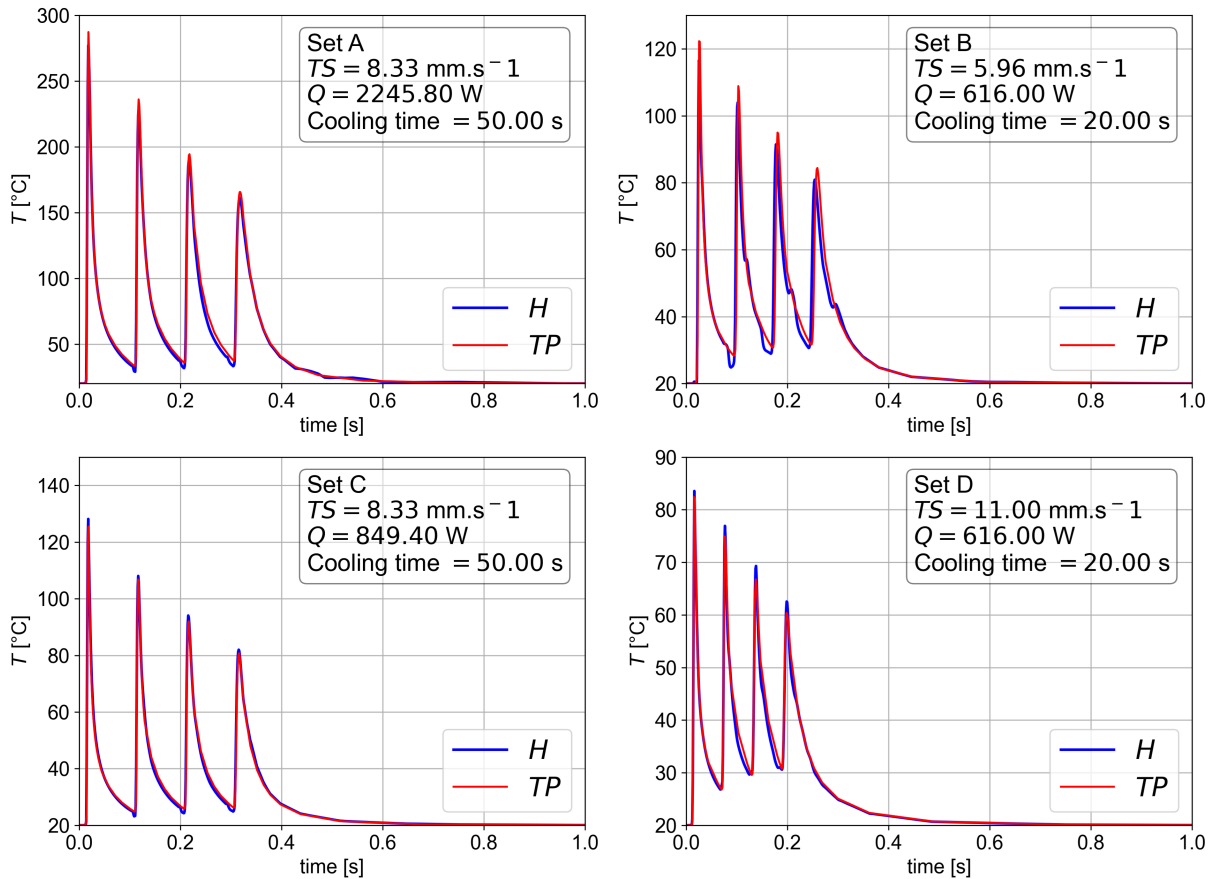 300
250
200
150
100
50
T [°C]
0.0 0.2 0.4 0.6 0.8 1.0
time [s]
Set A
TS = 8.33 mm.s⁻1
Q = 2245.80 W
Cooling time = 50.00 s
H
TP
120
100
80
60
40
20
T [°C]
0.0 0.2 0.4 0.6 0.8 1.0
time [s]
Set B
TS = 5.96 mm.s⁻1
Q = 616.00 W
Cooling time = 20.00 s
H
TP
140
120
100
80
60
40
20
T [°C]
0.0 0.2 0.4 0.6 0.8 1.0
time [s]
Set C
TS = 8.33 mm.s⁻1
Q = 849.40 W
Cooling time = 50.00 s
H
TP
90
80
70
60
50
40
30
20
T [°C]
0.0 0.2 0.4 0.6 0.8 1.0
time [s]
Set D
TS = 11.00 mm.s⁻1
Q = 616.00 W
Cooling time = 20.00 s
H
TP